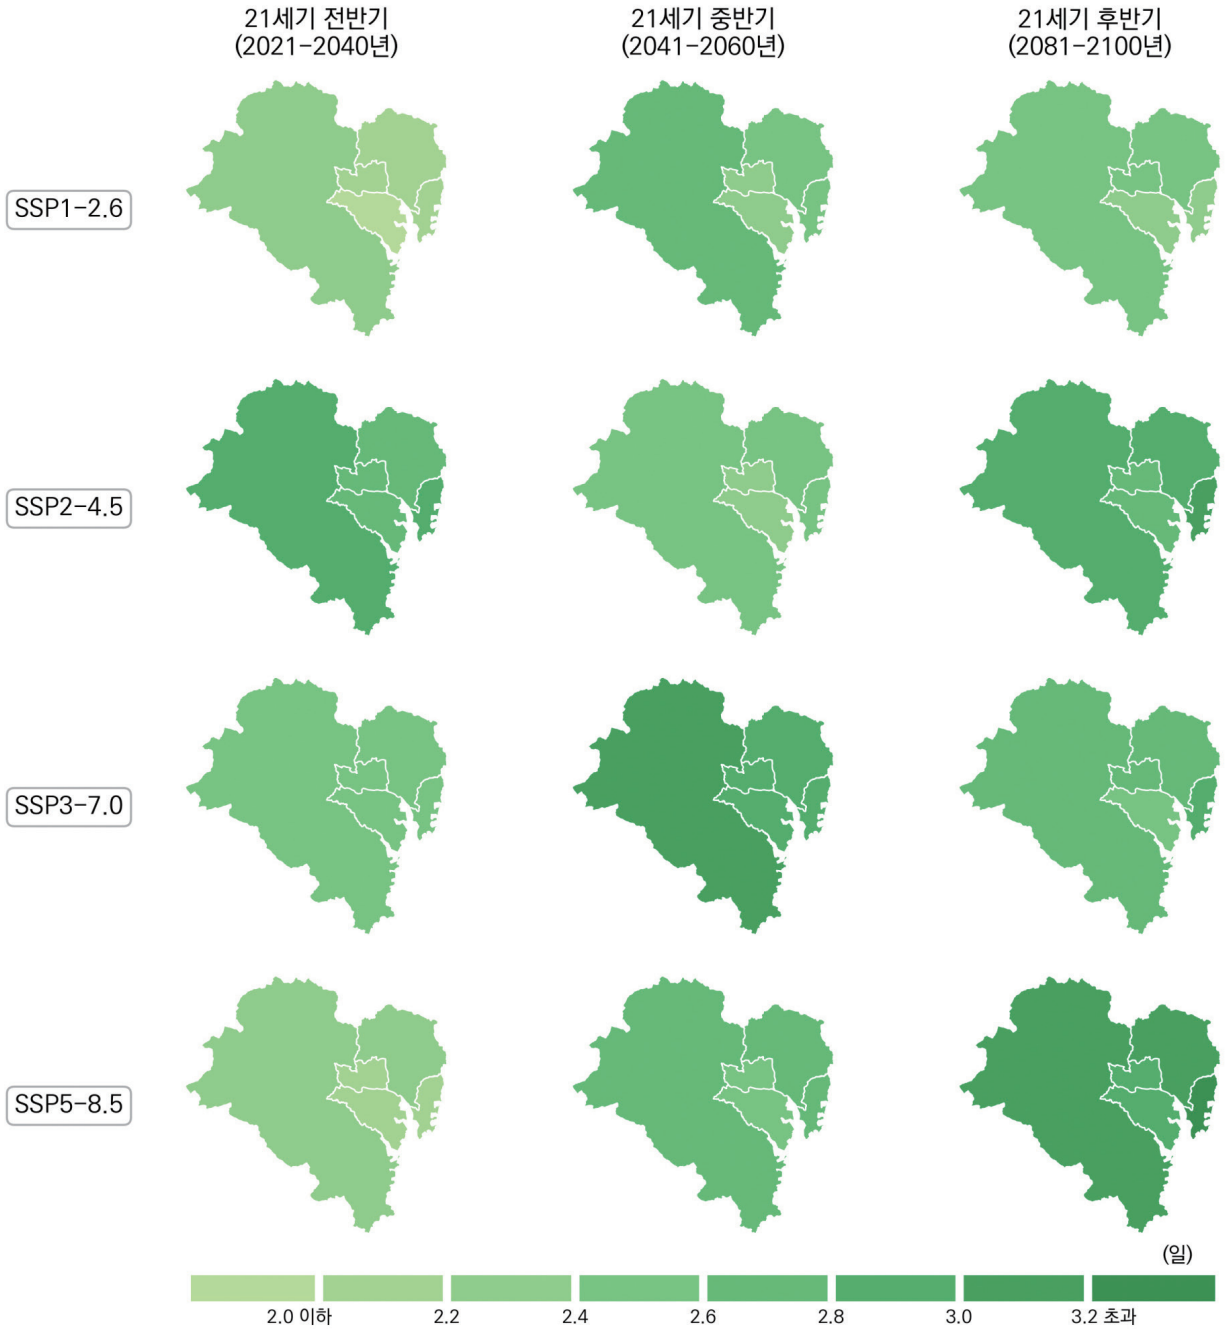 21세기 전반기
(2021-2040년)
21세기 중반기
(2041-2060년)
21세기 후반기
(2081-2100년)
SSP1-2.6
SSP2-4.5
SSP3-7.0
SSP5-8.5
(일)
2.0 이하
2.2
2.4
2.6
2.8
3.0
3.2 초과